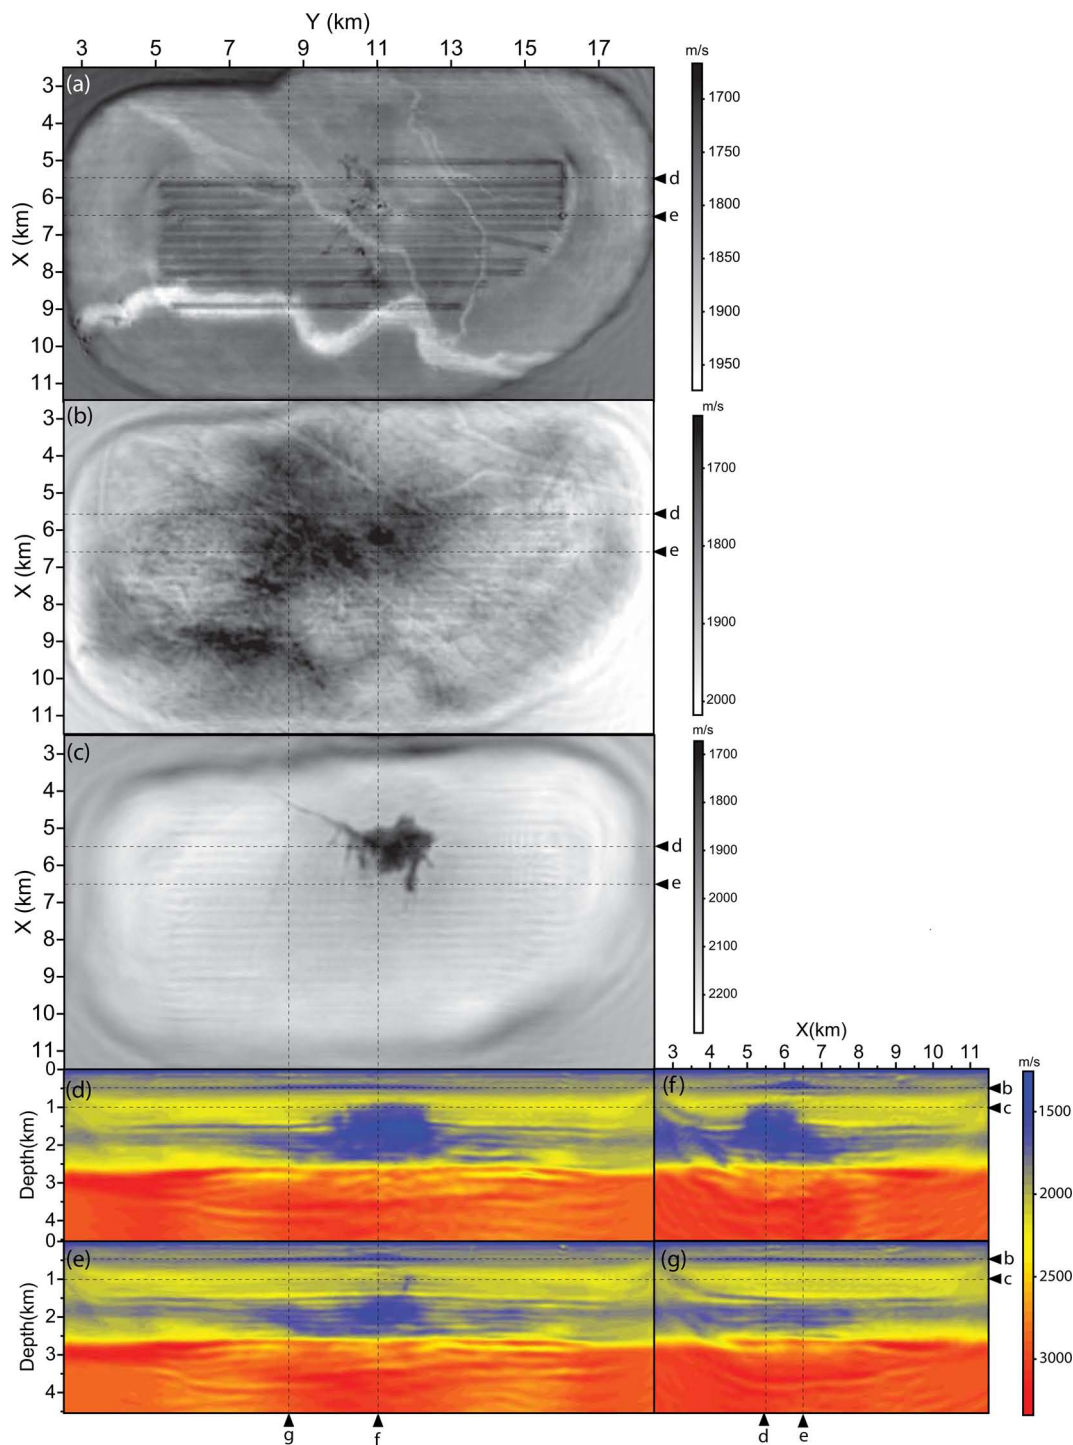 Y (km)
3 5 7 9 11 13 15 17
m/s
(a)
3
4
5
6
7
8
9
10
11
X (km)
d
e
1700
1750
1800
1850
1900
1950
m/s
(b)
3
4
5
6
7
8
9
10
11
X (km)
d
e
1700
1800
1900
2000
m/s
(c)
3
4
5
6
7
8
9
10
11
X (km)
d
e
1700
1800
1900
2000
2100
2200
X(km)
3 4 5 6 7 8 9 10 11
m/s
0
1
2
3
4
Depth(km)
(d)
(f)
b
c
0
1
2
3
4
Depth(km)
(e)
(g)
b
c
1500
2000
2500
3000
g f d e